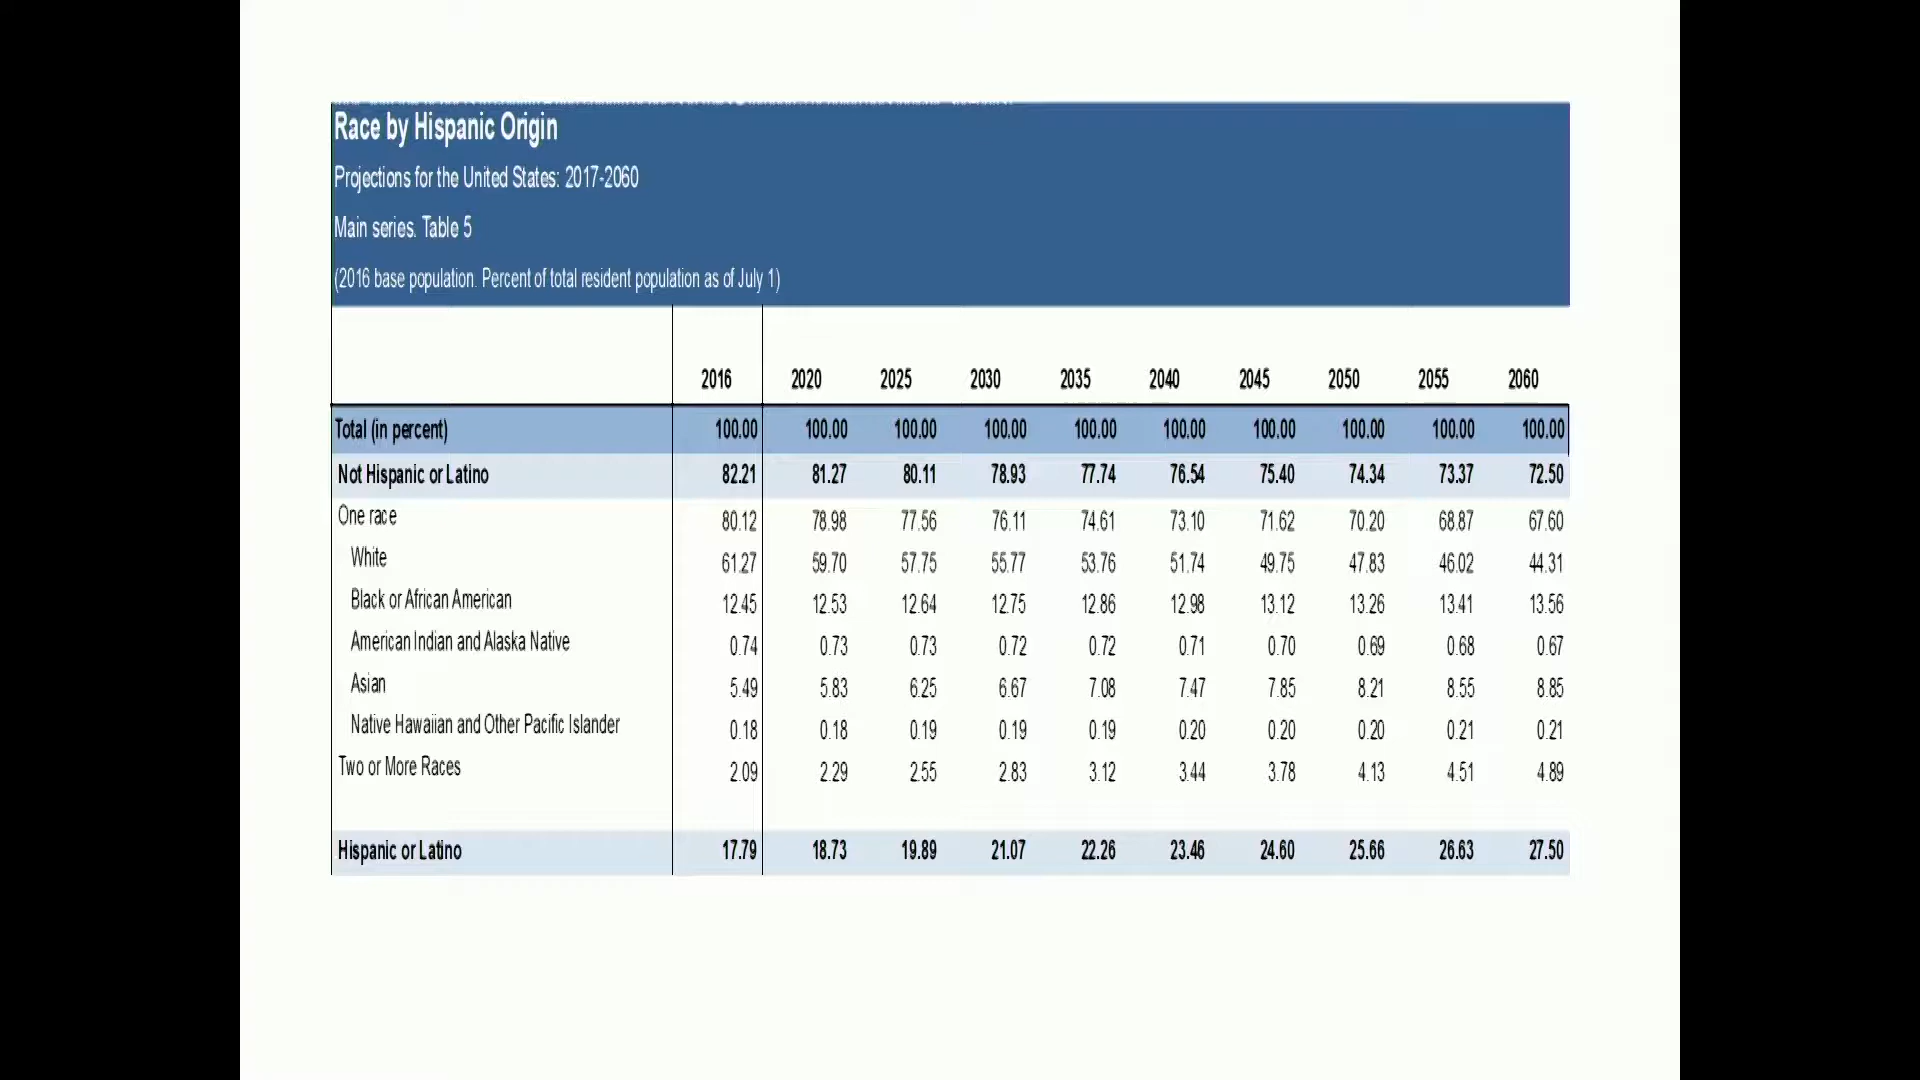 Race by Hispanic Origin
Projections for the United States: 2017-2060
Main series. Table 5
(2016 base population. Percent of total resident population as of July 1)
2016 2020 2025 2030 2035 2040 2045 2050 2055 2060
Total (in percent) 100.00 100.00 100.00 100.00 100.00 100.00 100.00 100.00 100.00 100.00
Not Hispanic or Latino 82.21 81.27 80.11 78.93 77.74 76.54 75.40 74.34 73.37 72.50
One race 80.12 78.98 77.56 76.11 74.61 73.10 71.62 70.20 68.87 67.60
White 61.27 59.70 57.75 55.77 53.76 51.74 49.75 47.83 46.02 44.31
Black or African American 12.45 12.53 12.64 12.75 12.86 12.98 13.12 13.26 13.41 13.56
American Indian and Alaska Native 0.74 0.73 0.73 0.72 0.72 0.71 0.70 0.69 0.68 0.67
Asian 5.49 5.83 6.25 6.67 7.08 7.47 7.85 8.21 8.55 8.85
Native Hawaiian and Other Pacific Islander 0.18 0.18 0.19 0.19 0.19 0.20 0.20 0.20 0.21 0.21
Two or More Races 2.09 2.29 2.55 2.83 3.12 3.44 3.78 4.13 4.51 4.89
Hispanic or Latino 17.79 18.73 19.89 21.07 22.26 23.46 24.60 25.66 26.63 27.50